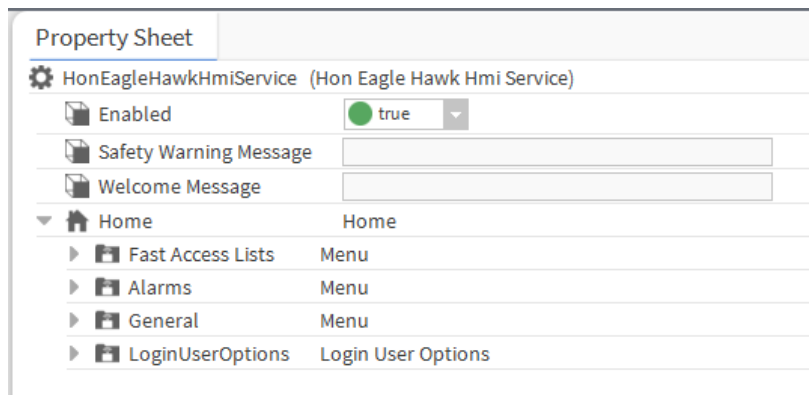 Property Sheet
HonEagleHawkHmiService (Hon Eagle Hawk Hmi Service)
Enabled true
Safety Warning Message
Welcome Message
Home Home
Fast Access Lists Menu
Alarms Menu
General Menu
LoginUserOptions Login User Options